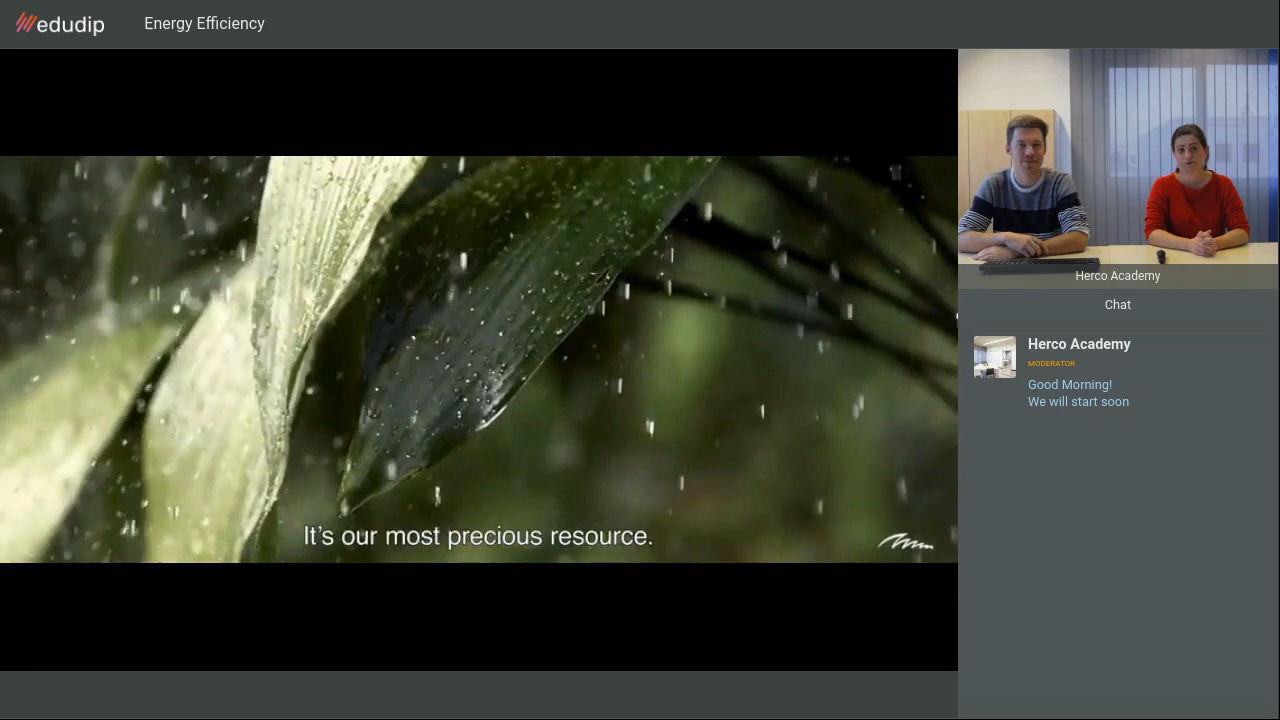 edudip
Energy Efficiency
It's our most precious resource.
Herco Academy
Chat
Herco Academy
MODERATOR
Good Morning!
We will start soon